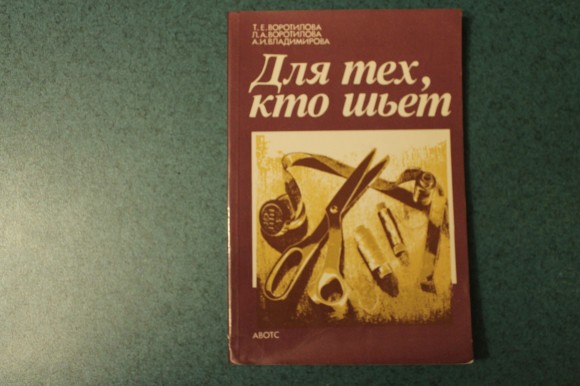 Т. Е. ВОРОТИЛОВА
Л. А. ВОРОТИЛОВА
А. И. ВЛАДИМИРОВА
Для тех,
кто шьет
АВОТС